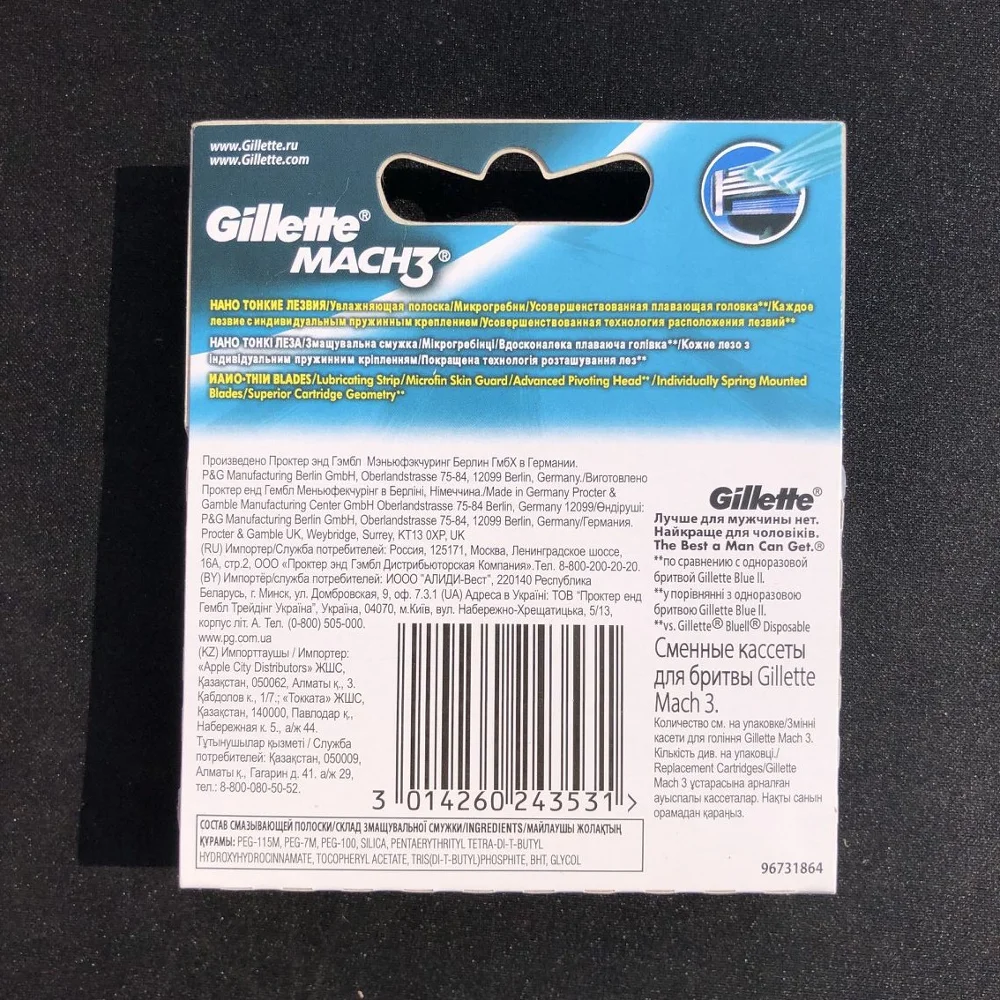 www.Gillette.ru
www.Gillette.com
Gillette®
MACH3®
НАНО ТОНКИЕ ЛЕЗВИЯ/Увлажняющая полоска/Микрогребни/Усовершенствованная плавающая головка**/Каждое
лезвие с индивидуальным пружинным креплением/Усовершенствованная технология расположения лезвий**
НАНО ТОНКІ ЛЕЗА/Змащувальна смужка/Мікрогребінці/Вдосконалека плаваюча голівка**/Кожне лезо з
індивідуальним пружинним кріпленням/Покращена технологія розташування лез**
NANO-THIN BLADES/Lubricating Strip/Microfin Skin Guard/Advanced Pivoting Head**/Individually Spring Mounted
Blades/Superior Cartridge Geometry**
Произведено Проктер энд Гэмбл Мэньюфэкчуринг Берлин ГмбХ в Германии.
P&G Manufacturing Berlin GmbH, Oberlandstrasse 75-84, 12099 Berlin, Germany./Виготовлено
Проктер енд Гембл Меньюфекчурінг в Берліні, Німеччина./Made in Germany Procter &
Gamble Manufacturing Center GmbH Oberlandstrasse 75-84 Berlin, Germany 12099/Өндіруші:
P&G Manufacturing Berlin GmbH, Oberlandstrasse 75-84, 12099 Berlin, Germany/Германия.
Procter & Gamble UK, Weybridge, Surrey, KT13 0XP, UK
(RU) Импортер/Служба потребителей: Россия, 125171, Москва, Ленинградское шоссе,
16А, стр.2, ООО «Проктер энд Гэмбл Дистрибьюторская Компания».Тел. 8-800-200-20-20.
(BY) Импортёр/служба потребителей: ИООО "АЛИДИ-Вест", 220140 Республика
Беларусь, г. Минск, ул. Домбровская, 9, оф. 7.3.1 (UA) Адреса в Україні: ТОВ "Проктер енд
Гембл Трейдінг Україна", Україна, 04070, м.Київ, вул. Набережно-Хрещатицька, 5/13,
корпус літ. А. Тел. (0-800) 505-000.
www.pg.com.ua
(KZ) Импорттаушы / Импортер:
«Apple City Distributors» ЖШС,
Қазақстан, 050062, Алматы қ., 3.
Қабдолов к., 1/7.; «Токката» ЖШС,
Қазақстан, 140000, Павлодар қ.,
Набережная к. 5., а/ж 44.
Тұтынушылар қызметі / Служба
потребителей: Қазақстан, 050009,
Алматы қ., Гагарин д. 41. а/ж 29,
тел.: 8-800-080-50-52.
3 014260 243531 >
Gillette®
Лучше для мужчины нет.
Найкраще для чоловіків.
The Best a Man Can Get.®
**по сравнению с одноразовой
бритвой Gillette Blue II.
**у порівнянні з одноразовою
бритвою Gillette Blue II.
**vs. Gillette® BlueII® Disposable
Сменные кассеты
для бритвы Gillette
Mach 3.
Количество см. на упаковке/Змінні
касети для гоління Gillette Mach 3.
Кількість див. на упаковці./
Replacement Cartridges/Gillette
Mach 3 ұстарасына арналған
ауыспалы кассеталар. Нақты санын
орамадан қараңыз.
СОСТАВ СМАЗЫВАЮЩЕЙ ПОЛОСКИ/СКЛАД ЗМАЩУВАЛЬНОЇ СМУЖКИ/INGREDIENTS/МАЙЛАУШЫ ЖОЛАҚТЫҢ
ҚҰРАМЫ: PEG-115M, PEG-7M, PEG-100, SILICA, PENTAERYTHRITYL TETRA-DI-T-BUTYL
HYDROXYHYDROCINNAMATE, TOCOPHERYL ACETATE, TRIS(DI-T-BUTYL)PHOSPHITE, BHT, GLYCOL
96731864